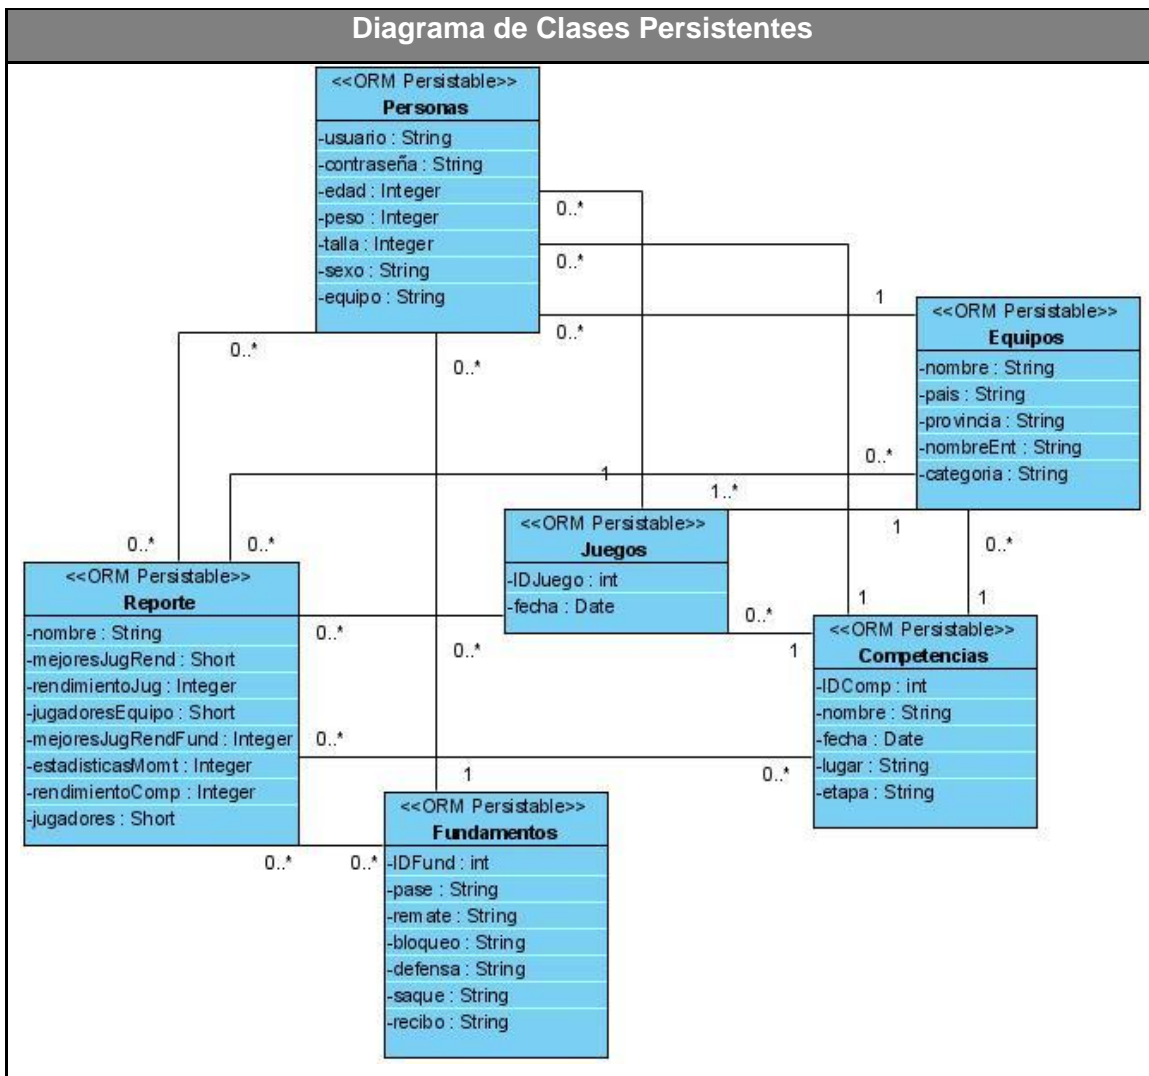 Diagrama de Clases Persistentes
<<ORM Persistable>>
Personas
-usuario : String
-contraseña : String
-edad : Integer
-peso : Integer
-talla : Integer
-sexo : String
-equipo : String
0..*
0..*
1
0..*
0..*
0..*
<<ORM Persistable>>
Equipos
-nombre : String
-pais : String
-provincia : String
-nombreEnt : String
-categoria : String
0..*
1
1..*
1
0..*
0..*
0..*
<<ORM Persistable>>
Juegos
-IDJuego : int
-fecha : Date
<<ORM Persistable>>
Reporte
-nombre : String
-mejoresJugRend : Short
-rendimientoJug : Integer
-jugadoresEquipo : Short
-mejoresJugRendFund : Integer
-estadisticasMomt : Integer
-rendimientoComp : Integer
-jugadores : Short
0..*
0..*
0..*
1
1
1
<<ORM Persistable>>
Competencias
-IDComp : int
-nombre : String
-fecha : Date
-lugar : String
-etapa : String
0..*
0..*
1
<<ORM Persistable>>
Fundamentos
-IDFund : int
-pase : String
-remate : String
-bloqueo : String
-defensa : String
-saque : String
-recibo : String
0..*
0..*